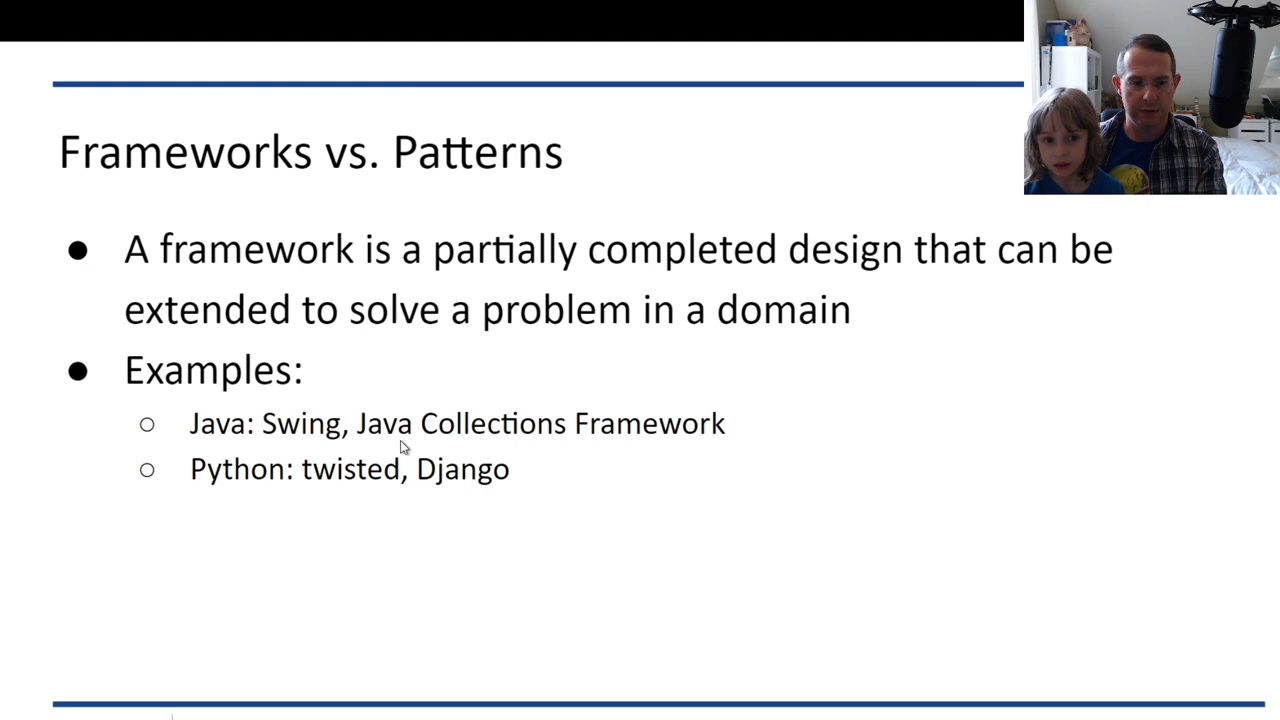 Frameworks vs. Patterns
● A framework is a partially completed design that can be
extended to solve a problem in a domain
● Examples:
○ Java: Swing, Java Collections Framework
○ Python: twisted, Django